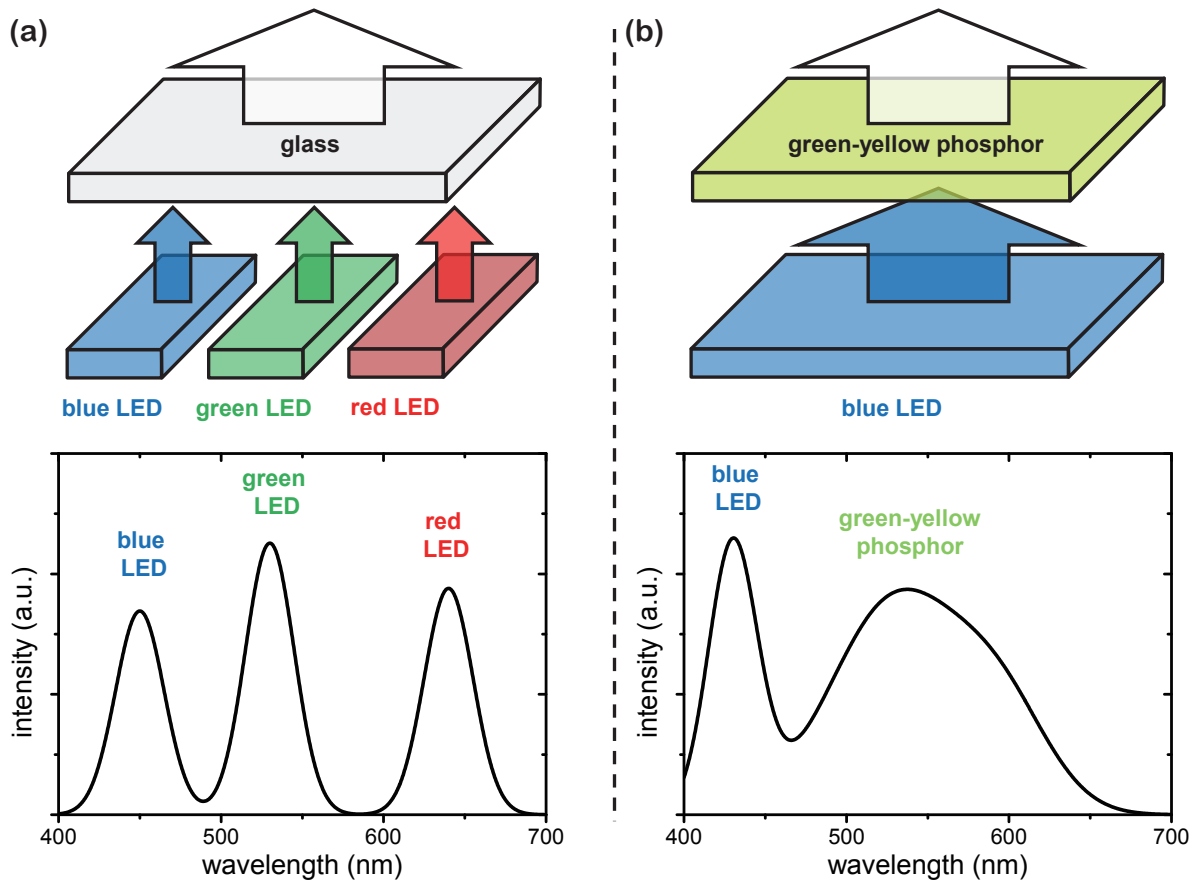 (a)
glass
blue LED
green LED
red LED
green
LED
blue
LED
red
LED
intensity (a.u.)
400
500
600
700
wavelength (nm)
(b)
green-yellow phosphor
blue LED
blue
LED
green-yellow
phosphor
intensity (a.u.)
400
500
600
700
wavelength (nm)